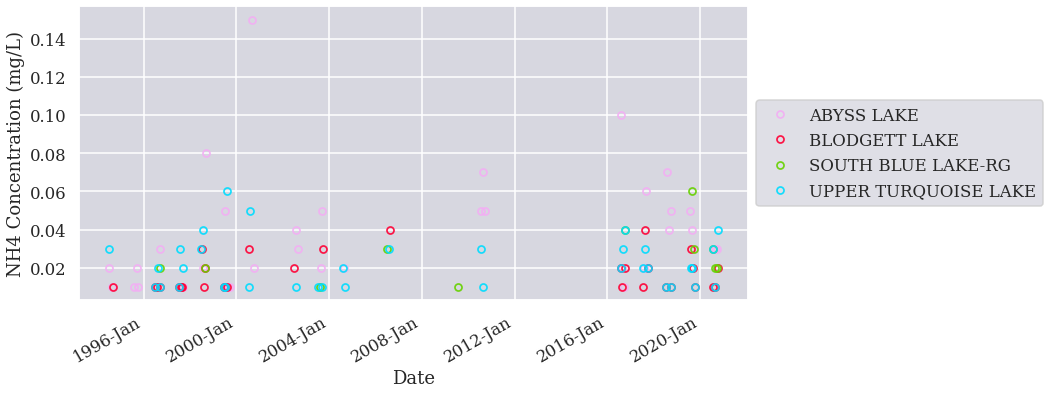 NH4 Concentration (mg/L)
0.14
0.12
0.10
0.08
0.06
0.04
0.02
1996-Jan
2000-Jan
2004-Jan
2008-Jan
2012-Jan
2016-Jan
2020-Jan
Date
ABYSS LAKE
BLODGETT LAKE
SOUTH BLUE LAKE-RG
UPPER TURQUOISE LAKE